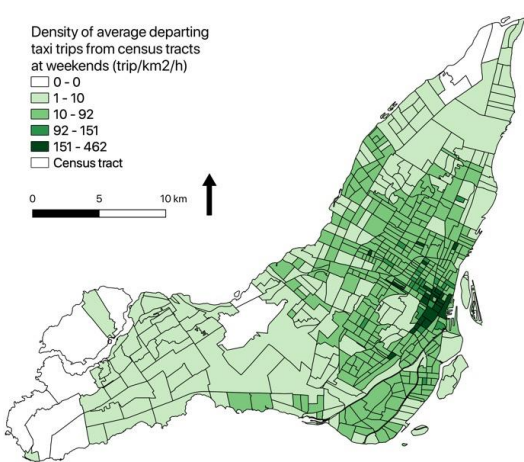 Density of average departing
taxi trips from census tracts
at weekends (trip/km2/h)
0 - 0
1 - 10
10 - 92
92 - 151
151 - 462
Census tract
0 5 10 km